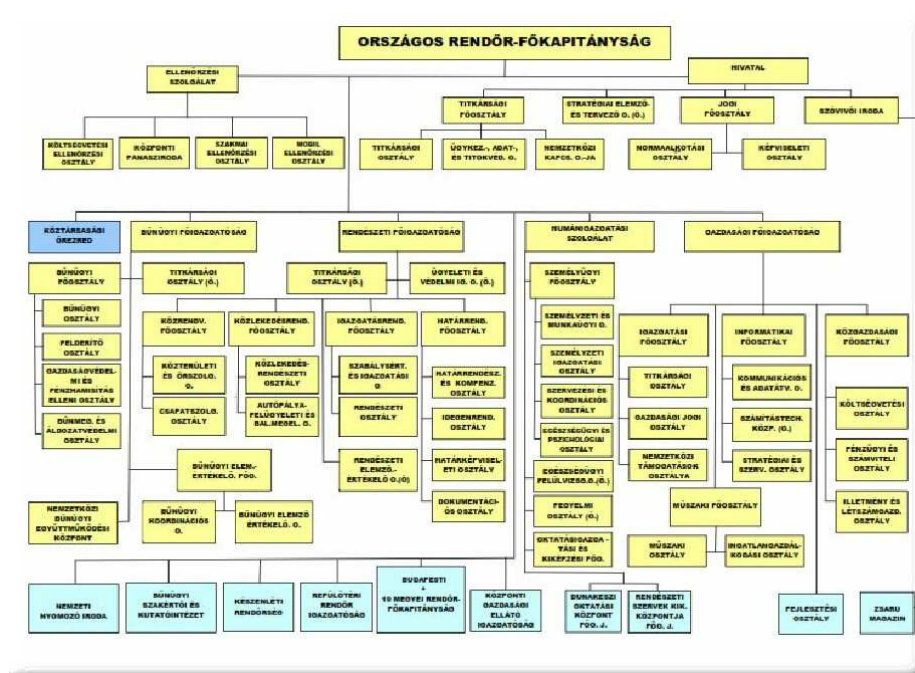 ORSZÁGOS RENDŐR-FŐKAPITÁNYSÁG
ELLENŐRZÉSI
SZOLGÁLAT
HIVATAL
TITKÁRSÁGI
FŐOSZTÁLY
STRATÉGIAI ELEMZŐ-
ÉS TERVEZŐ O. (Ö.)
JOGI
FŐOSZTÁLY
SZÓVIVŐI IRODA
KÖLTSÉGVETÉSI
ELLENŐRZÉSI
OSZTÁLY
KÖZPONTI
PANASZIRODA
SZAKMAI
ELLENŐRZÉSI
OSZTÁLY
MOBIL
ELLENŐRZÉSI
OSZTÁLY
TITKÁRSÁGI
OSZTÁLY
ÜGYKEZ.-, ADAT-,
ÉS TITOKVÉD. O.
NEMZETKÖZI
KAPCS. O.-JA
NORMAALKOTÁSI
OSZTÁLY
KÉPVISELETI
OSZTÁLY
KÖZTÁRSASÁGI
ŐREZRED
BŰNÜGYI FŐIGAZGATÓSÁG
RENDÉSZETI FŐIGAZGATÓSÁG
HUMÁNIGAZGATÁSI
SZOLGÁLAT
GAZDASÁGI FŐIGAZGATÓSÁG
BŰNÜGYI
FŐOSZTÁLY
TITKÁRSÁGI
OSZTÁLY (Ö.)
TITKÁRSÁGI
OSZTÁLY (Ö.)
ÜGYELETI ÉS
VÉDELMI IG. O. (Ö.)
SZEMÉLYÜGYI
FŐOSZTÁLY
BŰNÜGYI
OSZTÁLY
FELDERÍTŐ
OSZTÁLY
GAZDASÁGVÉDEL-
MI ÉS
PÉNZHAMISÍTÁS
ELLENI OSZTÁLY
BŰNMEG. ÉS
ÁLDOZATVÉDELMI
OSZTÁLY
KÖZRENDV.
FŐOSZTÁLY
KÖZLEKEDÉSREND.
FŐOSZTÁLY
IGAZGATÁSREND.
FŐOSZTÁLY
HATÁRREND.
FŐOSZTÁLY
KÖZTERÜLETI
ÉS ŐRSZOLG.
O.
CSAPATSZOLG.
OSZTÁLY
KÖZLEKEDÉS-
RENDÉSZETI
OSZTÁLY
AUTÓPÁLYA-
FELÜGYELETI ÉS
BAL.MEGEL. O.
SZABÁLYSÉRT.
ÉS IGAZGATÁSI
O
RENDÉSZETI
OSZTÁLY
RENDÉSZETI
ELEMZŐ-
ÉRTÉKELŐ O.(Ö)
HATÁRRENDÉSZ.
ÉS KOMPENZ.
OSZTÁLY
IDEGENREND.
OSZTÁLY
HATÁRKÉPVISE-
LETI OSZTÁLY
DOKUMENTÁCI-
ÓS OSZTÁLY
SZEMÉLYZETI ÉS
MUNKAÜGYI O.
SZEMÉLYZETI
IGAZGATÁSI
OSZTÁLY
SZERVEZÉSI ÉS
KOORDINÁCIÓS
OSZTÁLY
EGÉSZSÉGÜGYI ÉS
PSZICHOLÓGIAI
OSZTÁLY
EGÉSZSÉGÜGYI
FELÜLVIZSG.O.(Ö.)
FEGYELMI
OSZTÁLY (Ö.)
OKTATÁSIGAZGA-
TÁSI ÉS
KIKÉPZÉSI FŐO.
IGAZGATÁSI
FŐOSZTÁLY
INFORMATIKAI
FŐOSZTÁLY
KÖZGAZDASÁGI
FŐOSZTÁLY
TITKÁRSÁGI
OSZTÁLY
GAZDASÁGI JOGI
OSZTÁLY
NEMZETKÖZI
TÁMOGATÁSOK
OSZTÁLYA
KOMMUNIKÁCIÓS
ÉS ADATÁTV. O.
SZÁMÍTÁSTECH.
KÖZP. (O.)
STRATÉGIAI ÉS
SZERV. OSZTÁLY
KÖLTSÉGVETÉSI
OSZTÁLY
PÉNZÜGYI ÉS
SZÁMVITELI
OSZTÁLY
ILLETMÉNY ÉS
LÉTSZÁMGAZD.
OSZTÁLY
BŰNÜGYI ELEM.-
ÉRTÉKELŐ. FŐO.
BŰNÜGYI
KOORDINÁCIÓS
O.
BŰNÜGYI ELEMZŐ
ÉRTÉKELŐ. O.
NEMZETKÖZI
BŰNÜGYI
EGYÜTTMŰKÖDÉSI
KÖZPONT
MŰSZAKI FŐOSZTÁLY
MŰSZAKI
OSZTÁLY
INGATLANGAZDÁL-
KODÁSI OSZTÁLY
NEMZETI
NYOMOZÓ IRODA
BŰNÜGYI
SZAKÉRTŐI ÉS
KUTATÓINTÉZET
KÉSZENLÉTI
RENDŐRSÉG
REPÜLŐTÉRI
RENDŐR
IGAZGATÓSÁG
BUDAPESTI
+
19 MEGYEI RENDŐR-
FŐKAPITÁNYSÁG
KÖZPONTI
GAZDASÁGI
ELLÁTÓ
IGAZGATÓSÁG
DUNAKESZI
OKTATÁSI
KÖZPONT
FŐO. J.
RENDÉSZETI
SZERVEK KIK.
KÖZPONTJA
FŐO. J.
FEJLESZTÉSI
OSZTÁLY
ZSARU
MAGAZIN